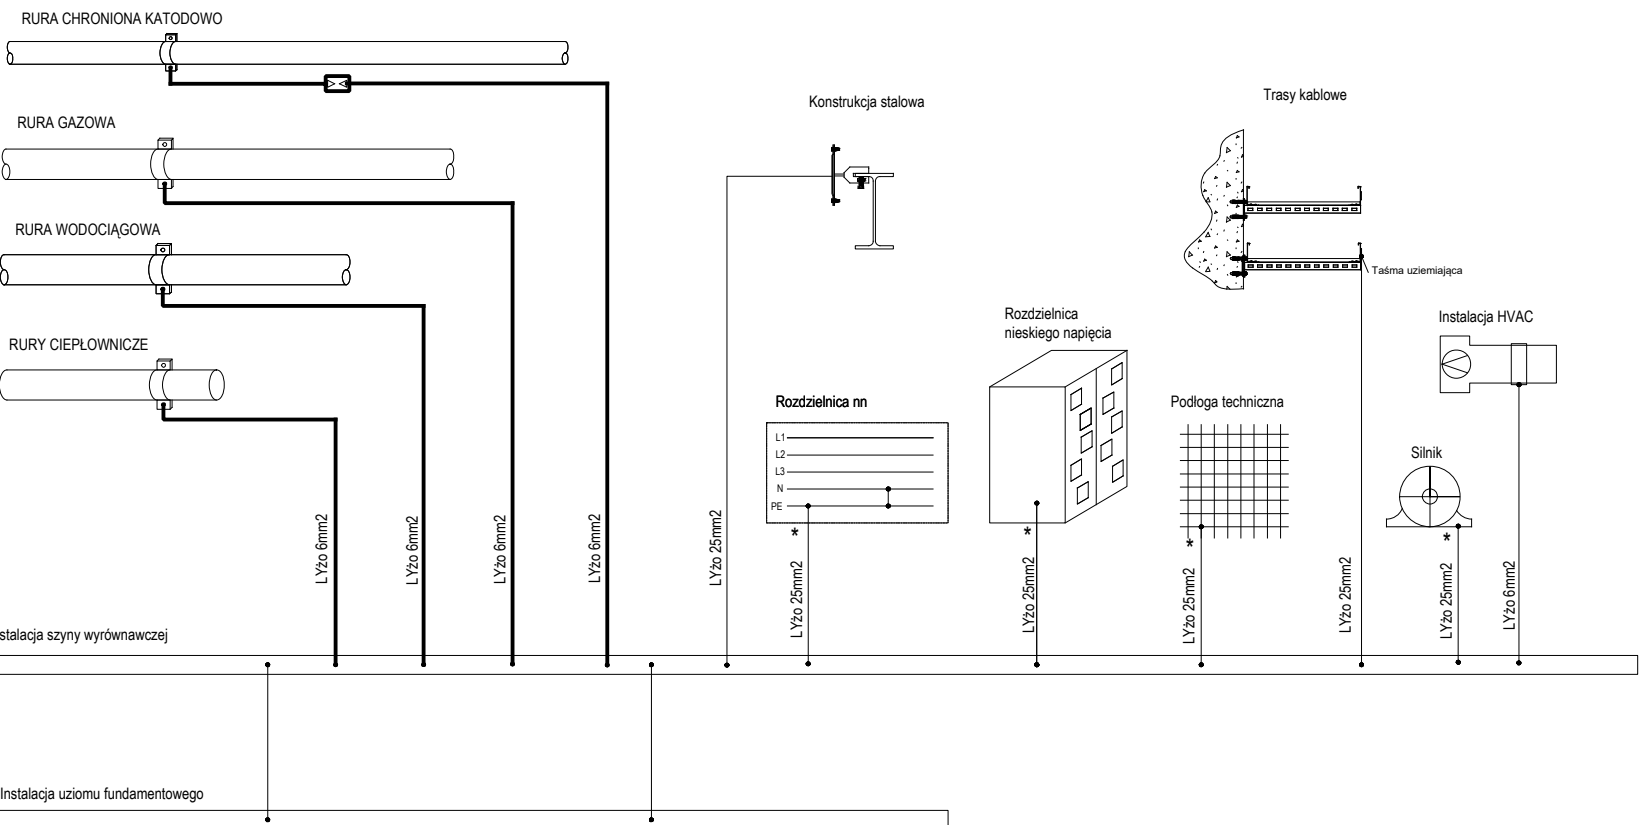 RURA CHRONIONA KATODOWO
RURA GAZOWA
RURA WODOCIĄGOWA
RURY CIEPŁOWNICZE
Konstrukcja stalowa
Trasy kablowe
Taśma uziemiająca
Rozdzielnica
nieskiego napięcia
Instalacja HVAC
Rozdzielnica nn
L1
L2
L3
N
PE
Podłoga techniczna
Silnik
*
*
*
*
LYżo 6mm2
LYżo 6mm2
LYżo 6mm2
LYżo 6mm2
LYżo 25mm2
LYżo 25mm2
LYżo 25mm2
LYżo 25mm2
LYżo 25mm2
LYżo 25mm2
LYżo 6mm2
stalacja szyny wyrównawczej
Instalacja uziomu fundamentowego